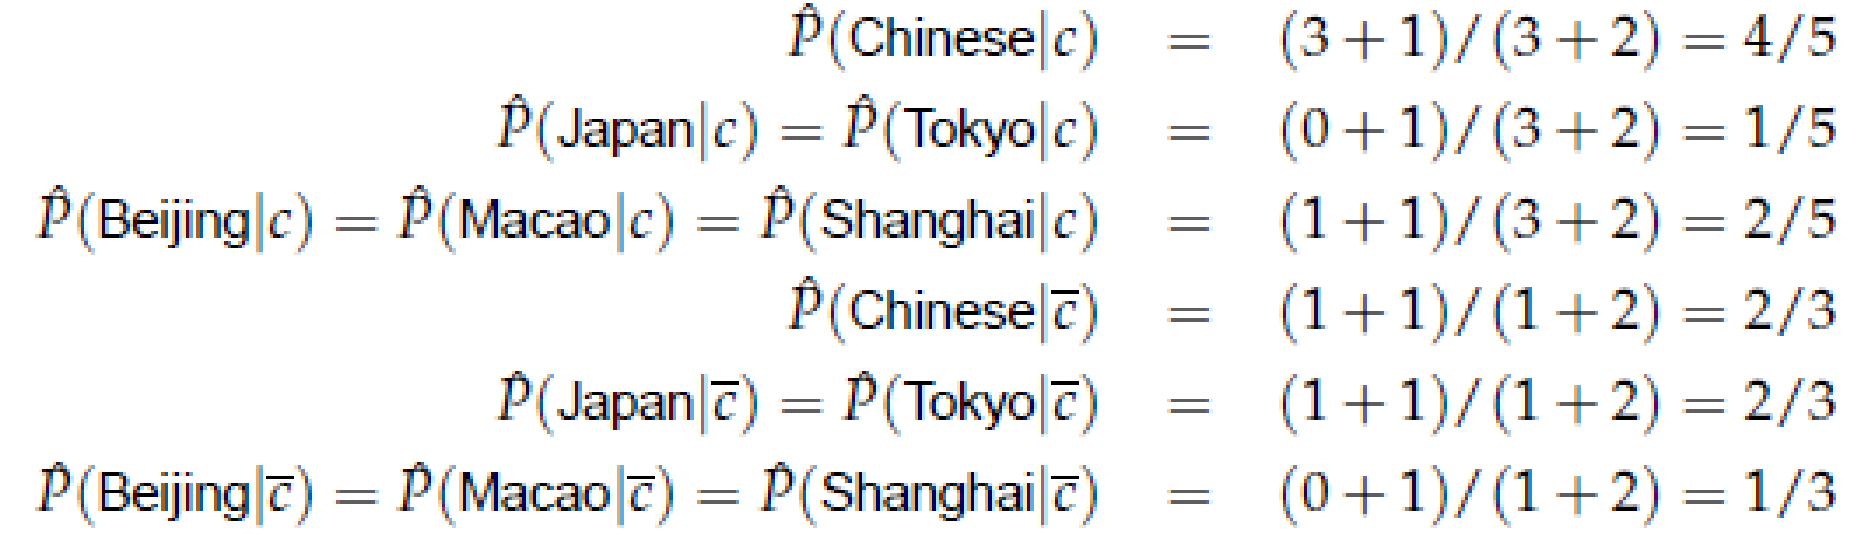 P̂(Chinese|c) = (3 + 1)/(3 + 2) = 4/5
P̂(Japan|c) = P̂(Tokyo|c) = (0 + 1)/(3 + 2) = 1/5
P̂(Beijing|c) = P̂(Macao|c) = P̂(Shanghai|c) = (1 + 1)/(3 + 2) = 2/5
P̂(Chinese|c̅) = (1 + 1)/(1 + 2) = 2/3
P̂(Japan|c̅) = P̂(Tokyo|c̅) = (1 + 1)/(1 + 2) = 2/3
P̂(Beijing|c̅) = P̂(Macao|c̅) = P̂(Shanghai|c̅) = (0 + 1)/(1 + 2) = 1/3